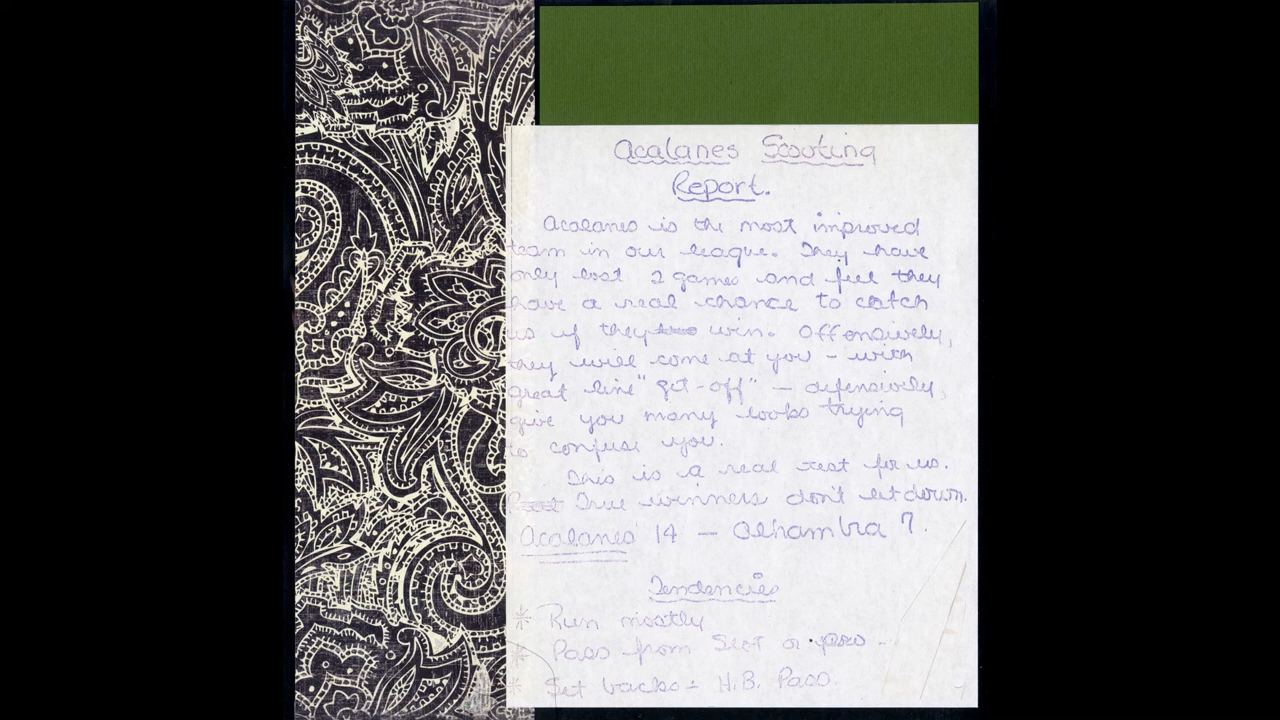 Acalanes Scouting
Report.
Acalanes is the most improved
team in our league. They have
only lost 2 games and feel they
have a real chance to catch
us if they win. Offensively,
they will come at you - with
great line "get-off" - defensively,
give you many looks trying
to confuse you.
This is a real test for us.
True winners don't let down.
Acalanes 14 - Alhambra 7.
Tendencies
* Run mostly
* Pass from Slot or pro -
* Set backs = H.B. Pass.